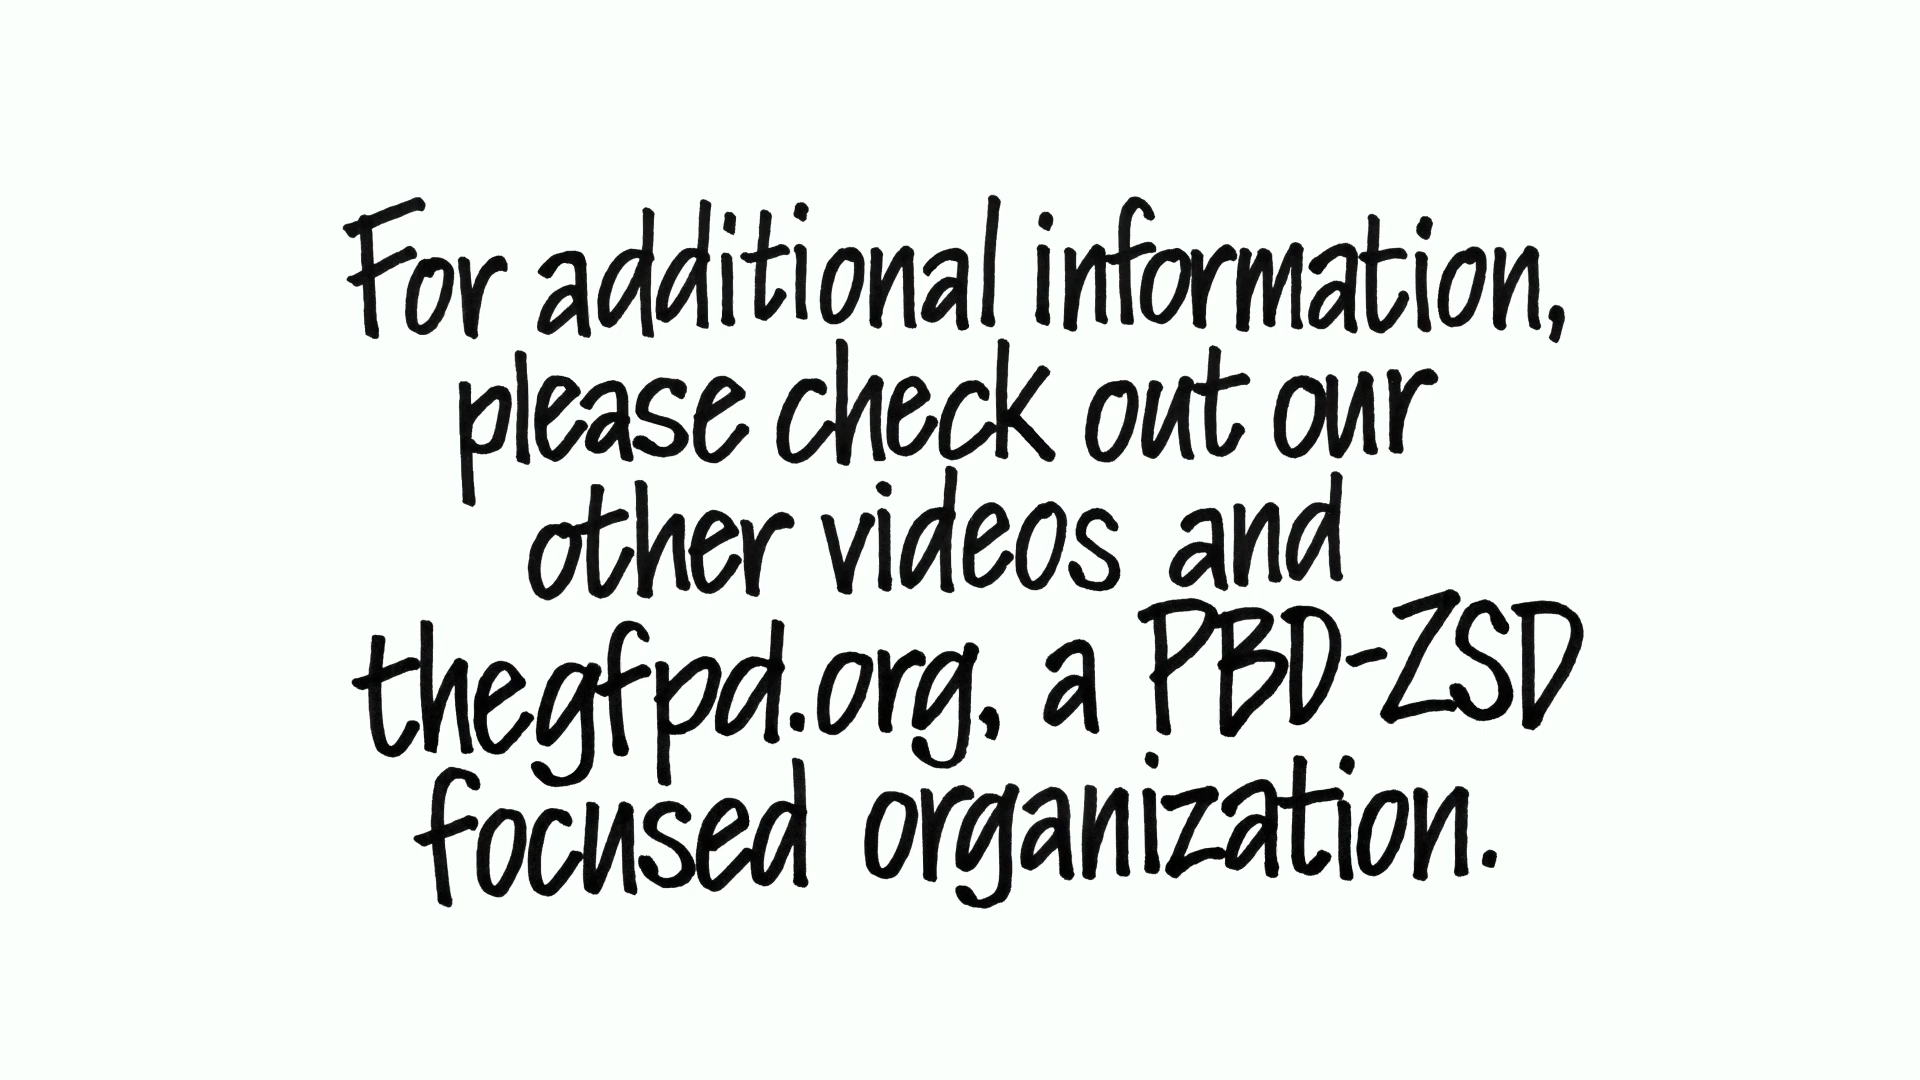 For additional information,
please check out our
other videos and
thegfpd.org, a PBD-ZSD
focused organization.